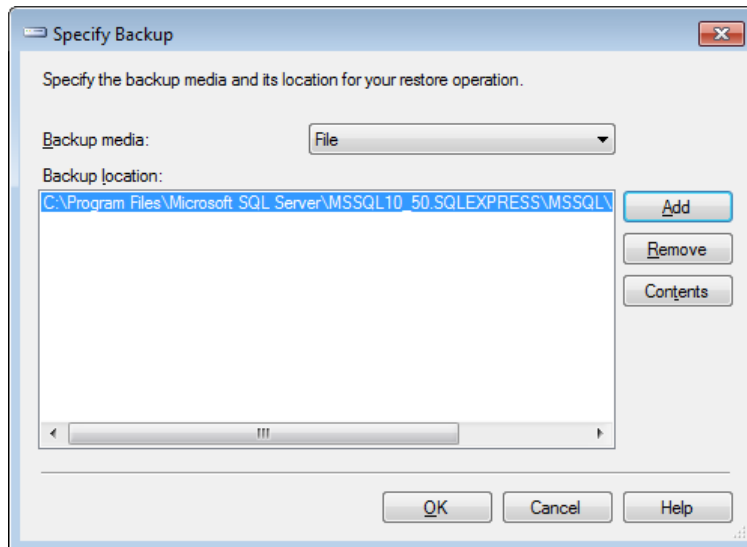 Specify Backup
Specify the backup media and its location for your restore operation.
Backup media:
File
Backup location:
C:\Program Files\Microsoft SQL Server\MSSQL10_50.SQLEXPRESS\MSSQL\
Add
Remove
Contents
OK
Cancel
Help